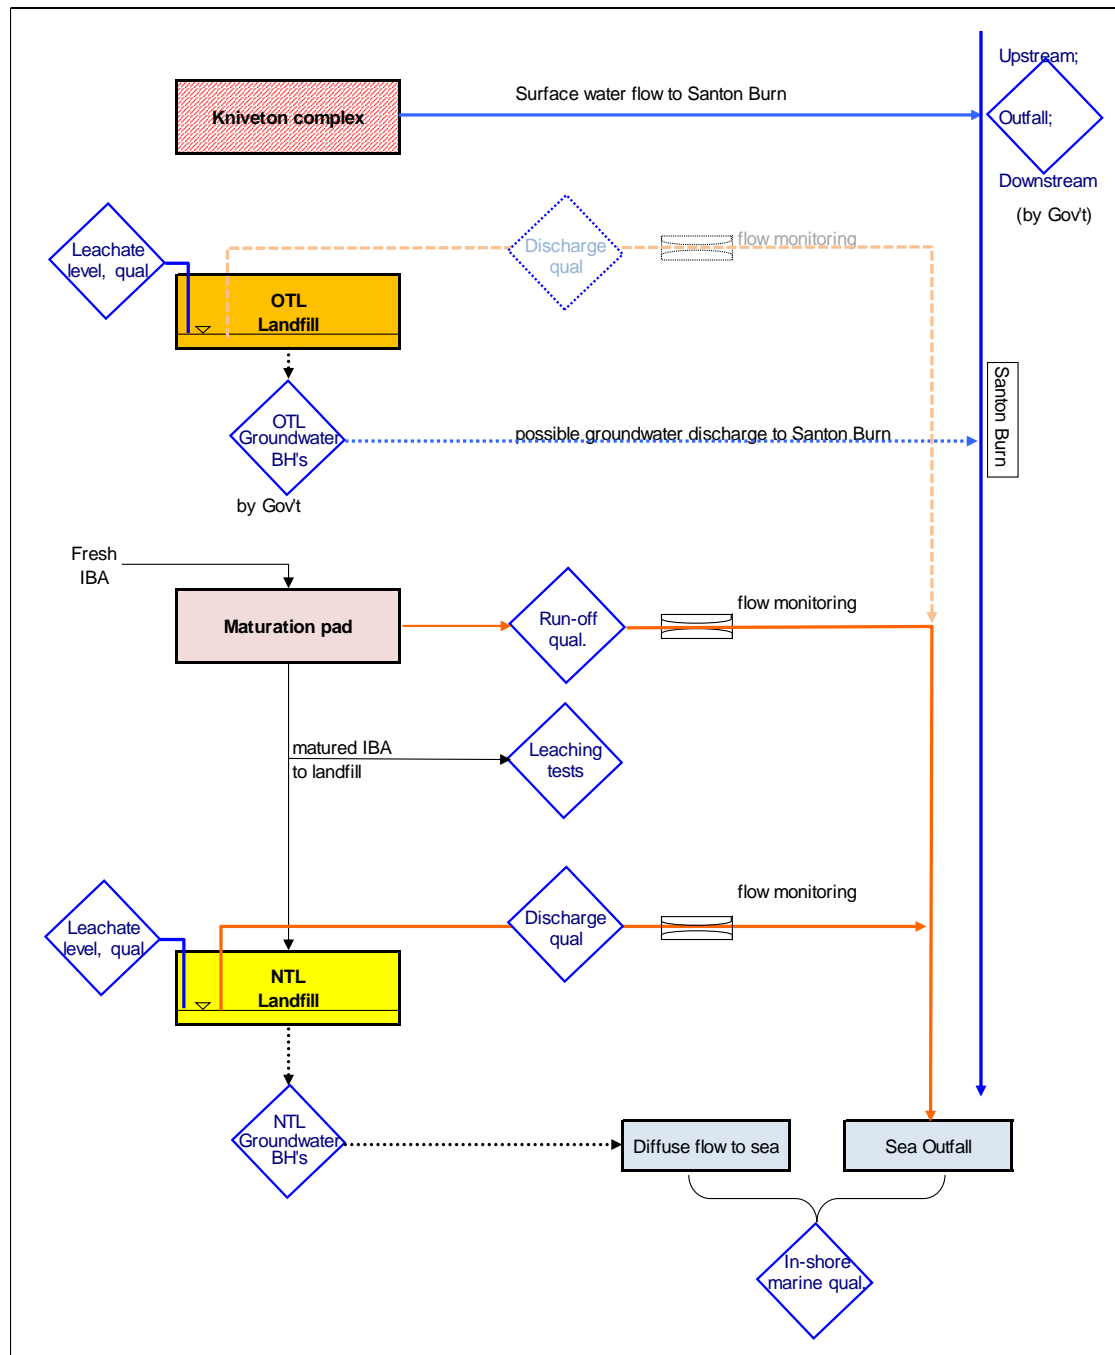 Upstream;
Surface water flow to Santon Burn
Kniveton complex
Outfall;
Downstream
(by Gov't)
Leachate
level, qual
Discharge
qual
flow monitoring
OTL
Landfill
Santon Burn
OTL
Groundwater
BH's
possible groundwater discharge to Santon Burn
by Gov't
Fresh
IBA
Maturation pad
Run-off
qual.
flow monitoring
matured IBA
to landfill
Leaching
tests
Leachate
level, qual
Discharge
qual
flow monitoring
NTL
Landfill
NTL
Groundwater
BH's
Diffuse flow to sea
Sea Outfall
In-shore
marine qual.